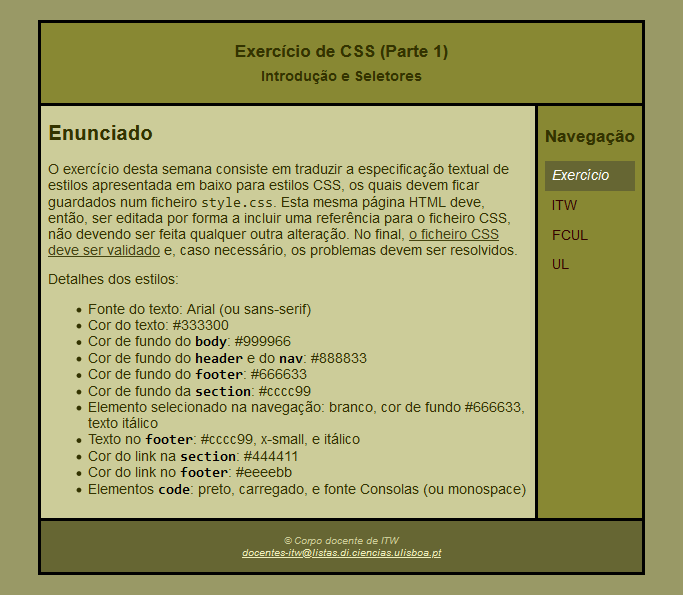 Exercício de CSS (Parte 1)
Introdução e Seletores
Enunciado
O exercício desta semana consiste em traduzir a especificação textual de
estilos apresentada em baixo para estilos CSS, os quais devem ficar
guardados num ficheiro style.css. Esta mesma página HTML deve,
então, ser editada por forma a incluir uma referência para o ficheiro CSS,
não devendo ser feita qualquer outra alteração. No final, o ficheiro CSS
deve ser validado e, caso necessário, os problemas devem ser resolvidos.
Detalhes dos estilos:
• Fonte do texto: Arial (ou sans-serif)
• Cor do texto: #333300
• Cor de fundo do body: #999966
• Cor de fundo do header e do nav: #888833
• Cor de fundo do footer: #666633
• Cor de fundo da section: #cccc99
• Elemento selecionado na navegação: branco, cor de fundo #666633,
texto itálico
• Texto no footer: #cccc99, x-small, e itálico
• Cor do link na section: #444411
• Cor do link no footer: #eeeebb
• Elementos code: preto, carregado, e fonte Consolas (ou monospace)
Navegação
Exercício
ITW
FCUL
UL
© Corpo docente de ITW
docentes-itw@listas.di.ciencias.ulisboa.pt